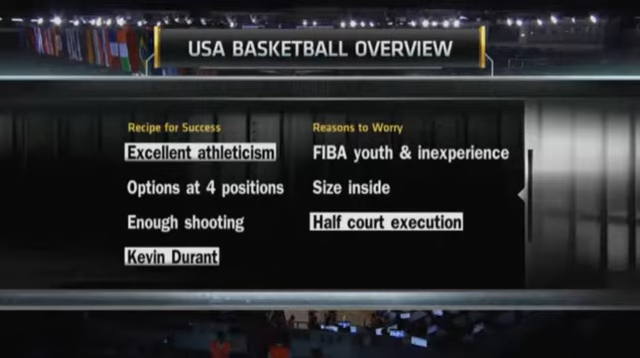 USA BASKETBALL OVERVIEW
Recipe for Success
Excellent athleticism
Options at 4 positions
Enough shooting
Kevin Durant
Reasons to Worry
FIBA youth & inexperience
Size inside
Half court execution